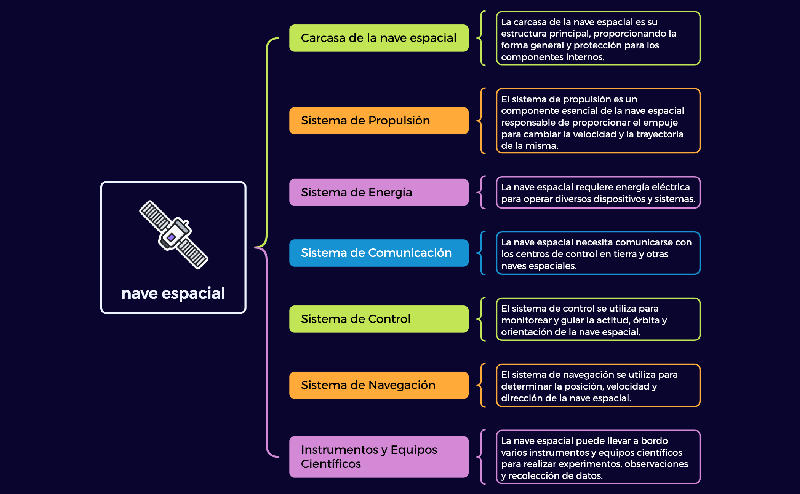 nave espacial
Carcasa de la nave espacial
La carcasa de la nave espacial es su
estructura principal, proporcionando la
forma general y protección para los
componentes internos.
Sistema de Propulsión
El sistema de propulsión es un
componente esencial de la nave espacial
responsable de proporcionar el empuje
para cambiar la velocidad y la trayectoria
de la misma.
Sistema de Energía
La nave espacial requiere energía eléctrica
para operar diversos dispositivos y sistemas.
Sistema de Comunicación
La nave espacial necesita comunicarse con
los centros de control en tierra y otras
naves espaciales.
Sistema de Control
El sistema de control se utiliza para
monitorear y guiar la actitud, órbita y
orientación de la nave espacial.
Sistema de Navegación
El sistema de navegación se utiliza para
determinar la posición, velocidad y
dirección de la nave espacial.
Instrumentos y Equipos
Científicos
La nave espacial puede llevar a bordo
varios instrumentos y equipos científicos
para realizar experimentos, observaciones
y recolección de datos.